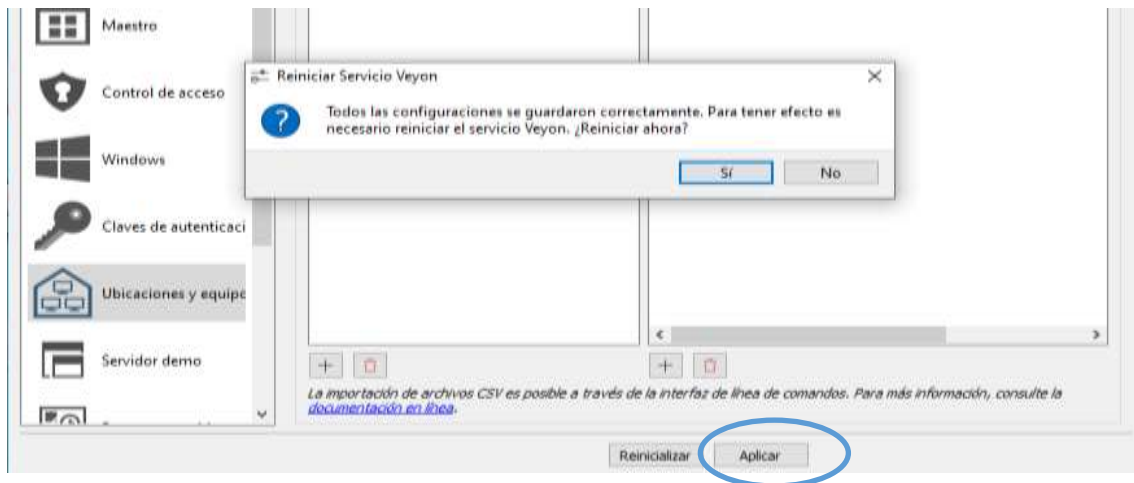 Maestro
Reiniciar Servicio Veyon
Control de acceso
Todos las configuraciones se guardaron correctamente. Para tener efecto es
necesario reiniciar el servicio Veyon. ¿Reiniciar ahora?
Windows
Sí
No
Claves de autenticaci
Ubicaciones y equipo
Servidor demo
La importación de archivos CSV es posible a través de la interfaz de línea de comandos. Para más información, consulte la
documentación en línea.
Reinicializar
Aplicar